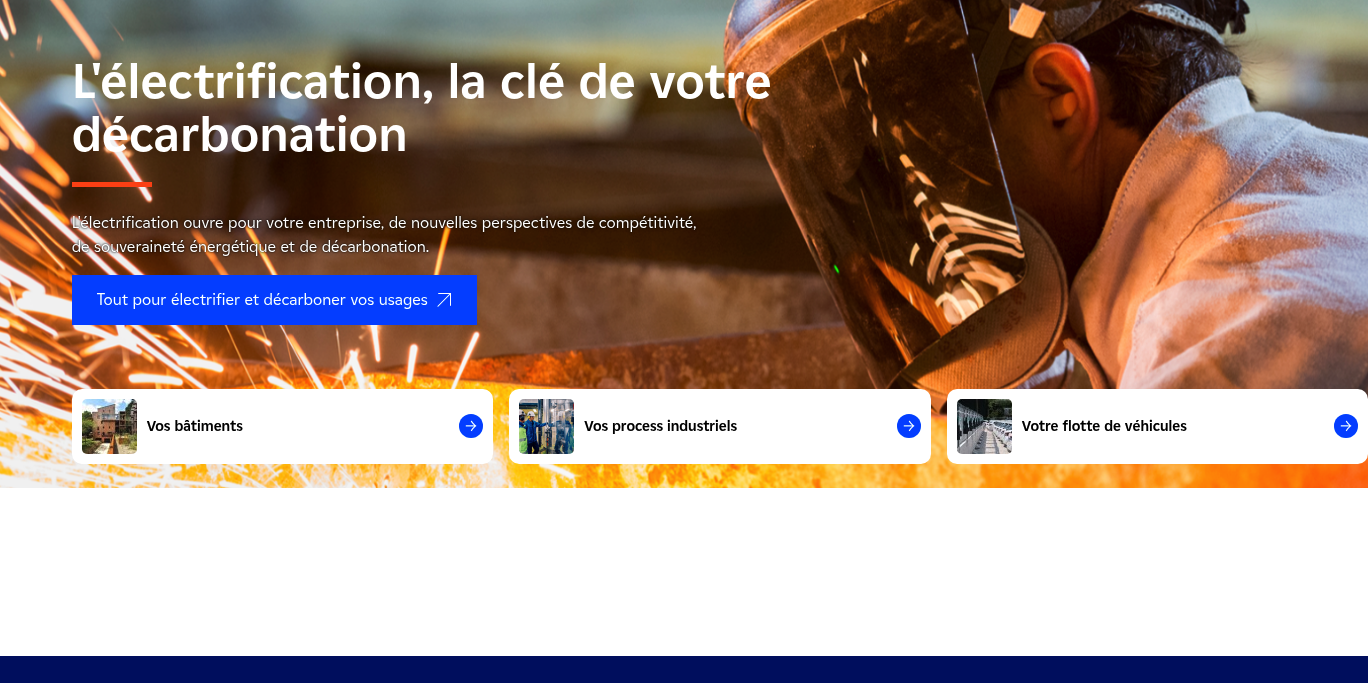 L'électrification, la clé de votre
décarbonation
L'électrification ouvre pour votre entreprise, de nouvelles perspectives de compétitivité,
de souveraineté énergétique et de décarbonation.
Tout pour électrifier et décarboner vos usages
Vos bâtiments
Vos process industriels
Votre flotte de véhicules